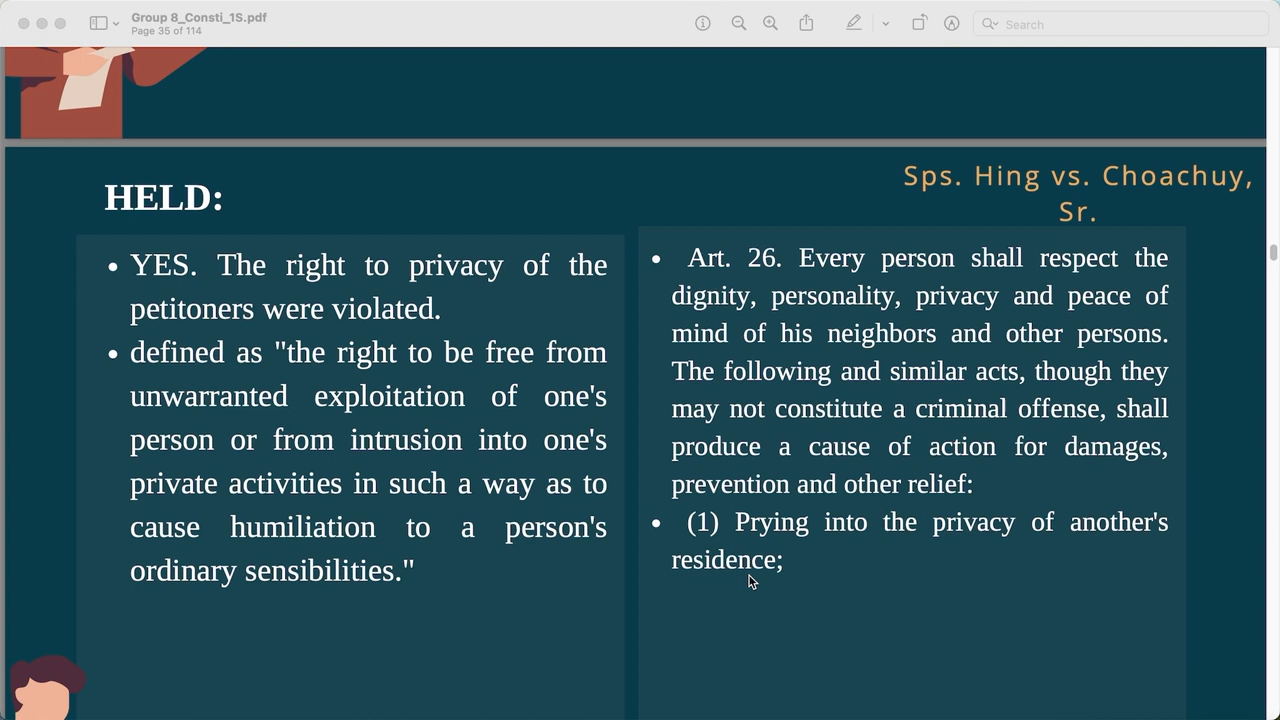 Group 8_Consti_1S.pdf
Page 35 of 114
Search
Sps. Hing vs. Choachuy,
Sr.
HELD:
• YES. The right to privacy of the
petitoners were violated.
• defined as "the right to be free from
unwarranted exploitation of one's
person or from intrusion into one's
private activities in such a way as to
cause humiliation to a person's
ordinary sensibilities."
• Art. 26. Every person shall respect the
dignity, personality, privacy and peace of
mind of his neighbors and other persons.
The following and similar acts, though they
may not constitute a criminal offense, shall
produce a cause of action for damages,
prevention and other relief:
• (1) Prying into the privacy of another's
residence;